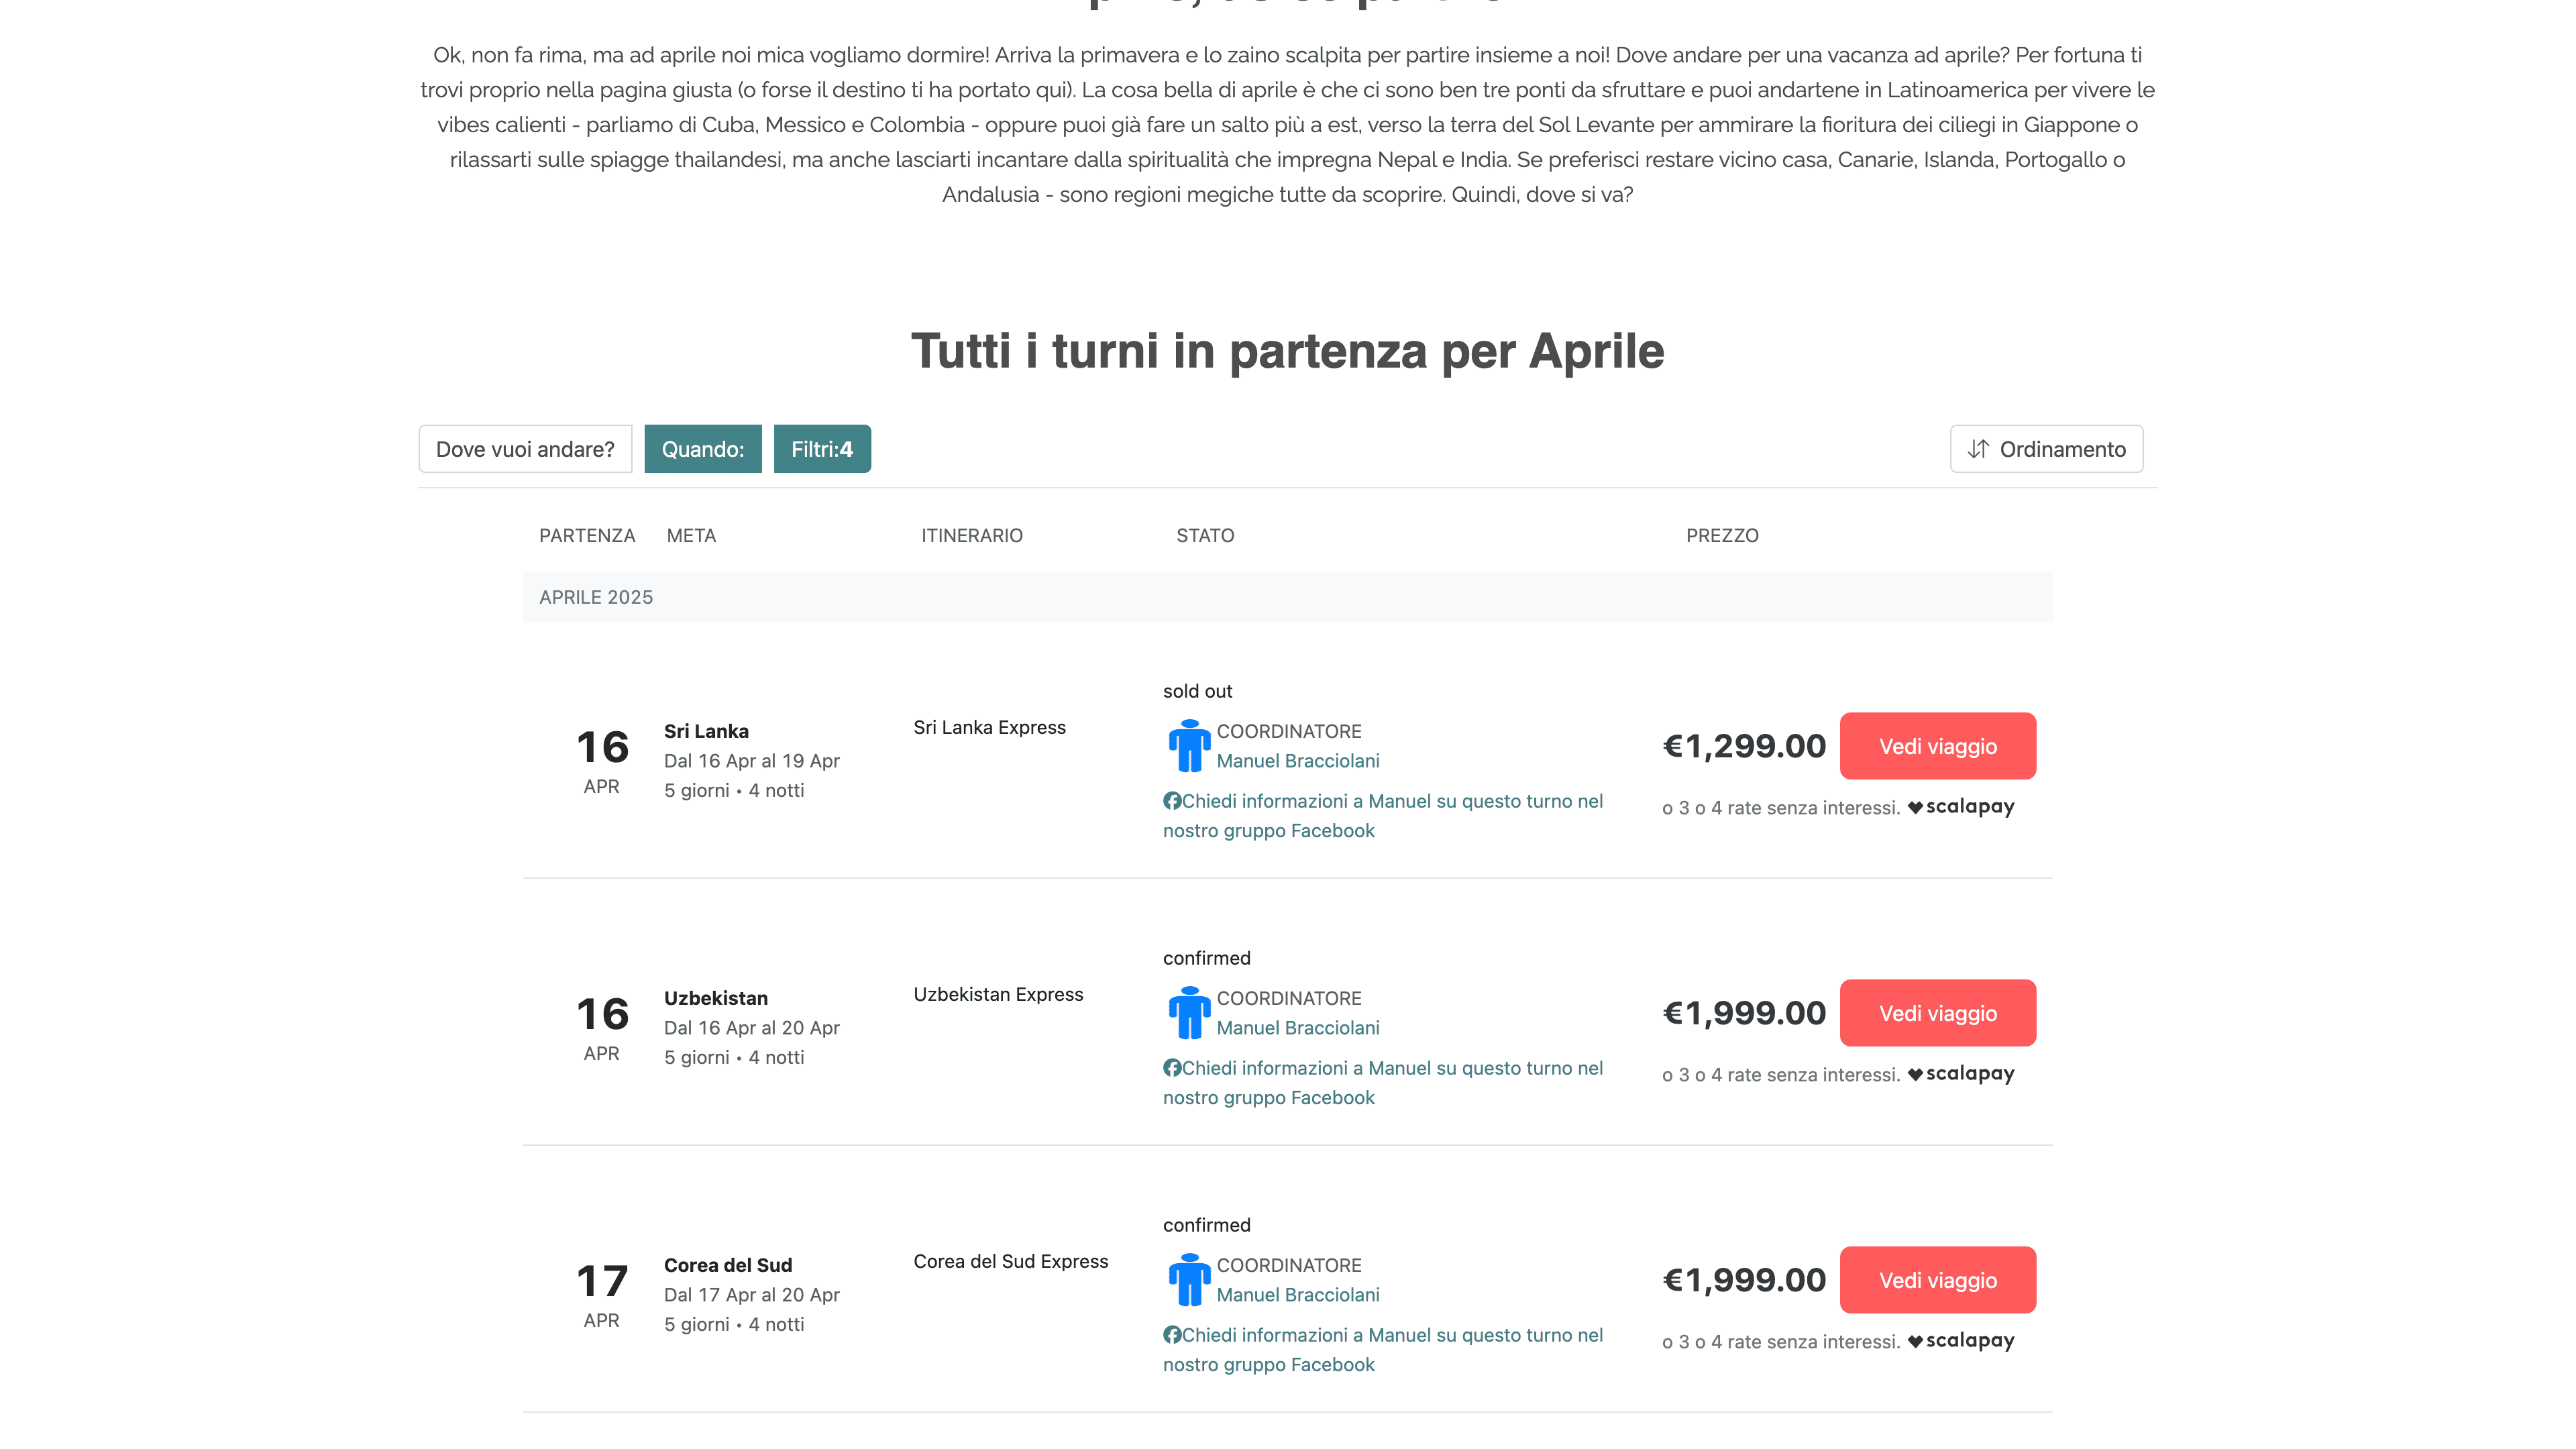 Ok, non fa rima, ma ad aprile noi mica vogliamo dormire! Arriva la primavera e lo zaino scalpita per partire insieme a noi! Dove andare per una vacanza ad aprile? Per fortuna ti
trovi proprio nella pagina giusta (o forse il destino ti ha portato qui). La cosa bella di aprile è che ci sono ben tre ponti da sfruttare e puoi andartene in Latinoamerica per vivere le
vibes calienti - parliamo di Cuba, Messico e Colombia - oppure puoi già fare un salto più a est, verso la terra del Sol Levante per ammirare la fioritura dei ciliegi in Giappone o
rilassarti sulle spiagge thailandesi, ma anche lasciarti incantare dalla spiritualità che impregna Nepal e India. Se preferisci restare vicino casa, Canarie, Islanda, Portogallo o
Andalusia - sono regioni megiche tutte da scoprire. Quindi, dove si va?
Tutti i turni in partenza per Aprile
Dove vuoi andare? Quando: Filtri:4 Ordinamento
PARTENZA META ITINERARIO STATO PREZZO
APRILE 2025
sold out
16 APR
Sri Lanka
Dal 16 Apr al 19 Apr
5 giorni • 4 notti
Sri Lanka Express
COORDINATORE
Manuel Bracciolani
Chiedi informazioni a Manuel su questo turno nel
nostro gruppo Facebook
€1,299.00 Vedi viaggio
o 3 o 4 rate senza interessi. scalapay
confirmed
16 APR
Uzbekistan
Dal 16 Apr al 20 Apr
5 giorni • 4 notti
Uzbekistan Express
COORDINATORE
Manuel Bracciolani
Chiedi informazioni a Manuel su questo turno nel
nostro gruppo Facebook
€1,999.00 Vedi viaggio
o 3 o 4 rate senza interessi. scalapay
confirmed
17 APR
Corea del Sud
Dal 17 Apr al 20 Apr
5 giorni • 4 notti
Corea del Sud Express
COORDINATORE
Manuel Bracciolani
Chiedi informazioni a Manuel su questo turno nel
nostro gruppo Facebook
€1,999.00 Vedi viaggio
o 3 o 4 rate senza interessi. scalapay